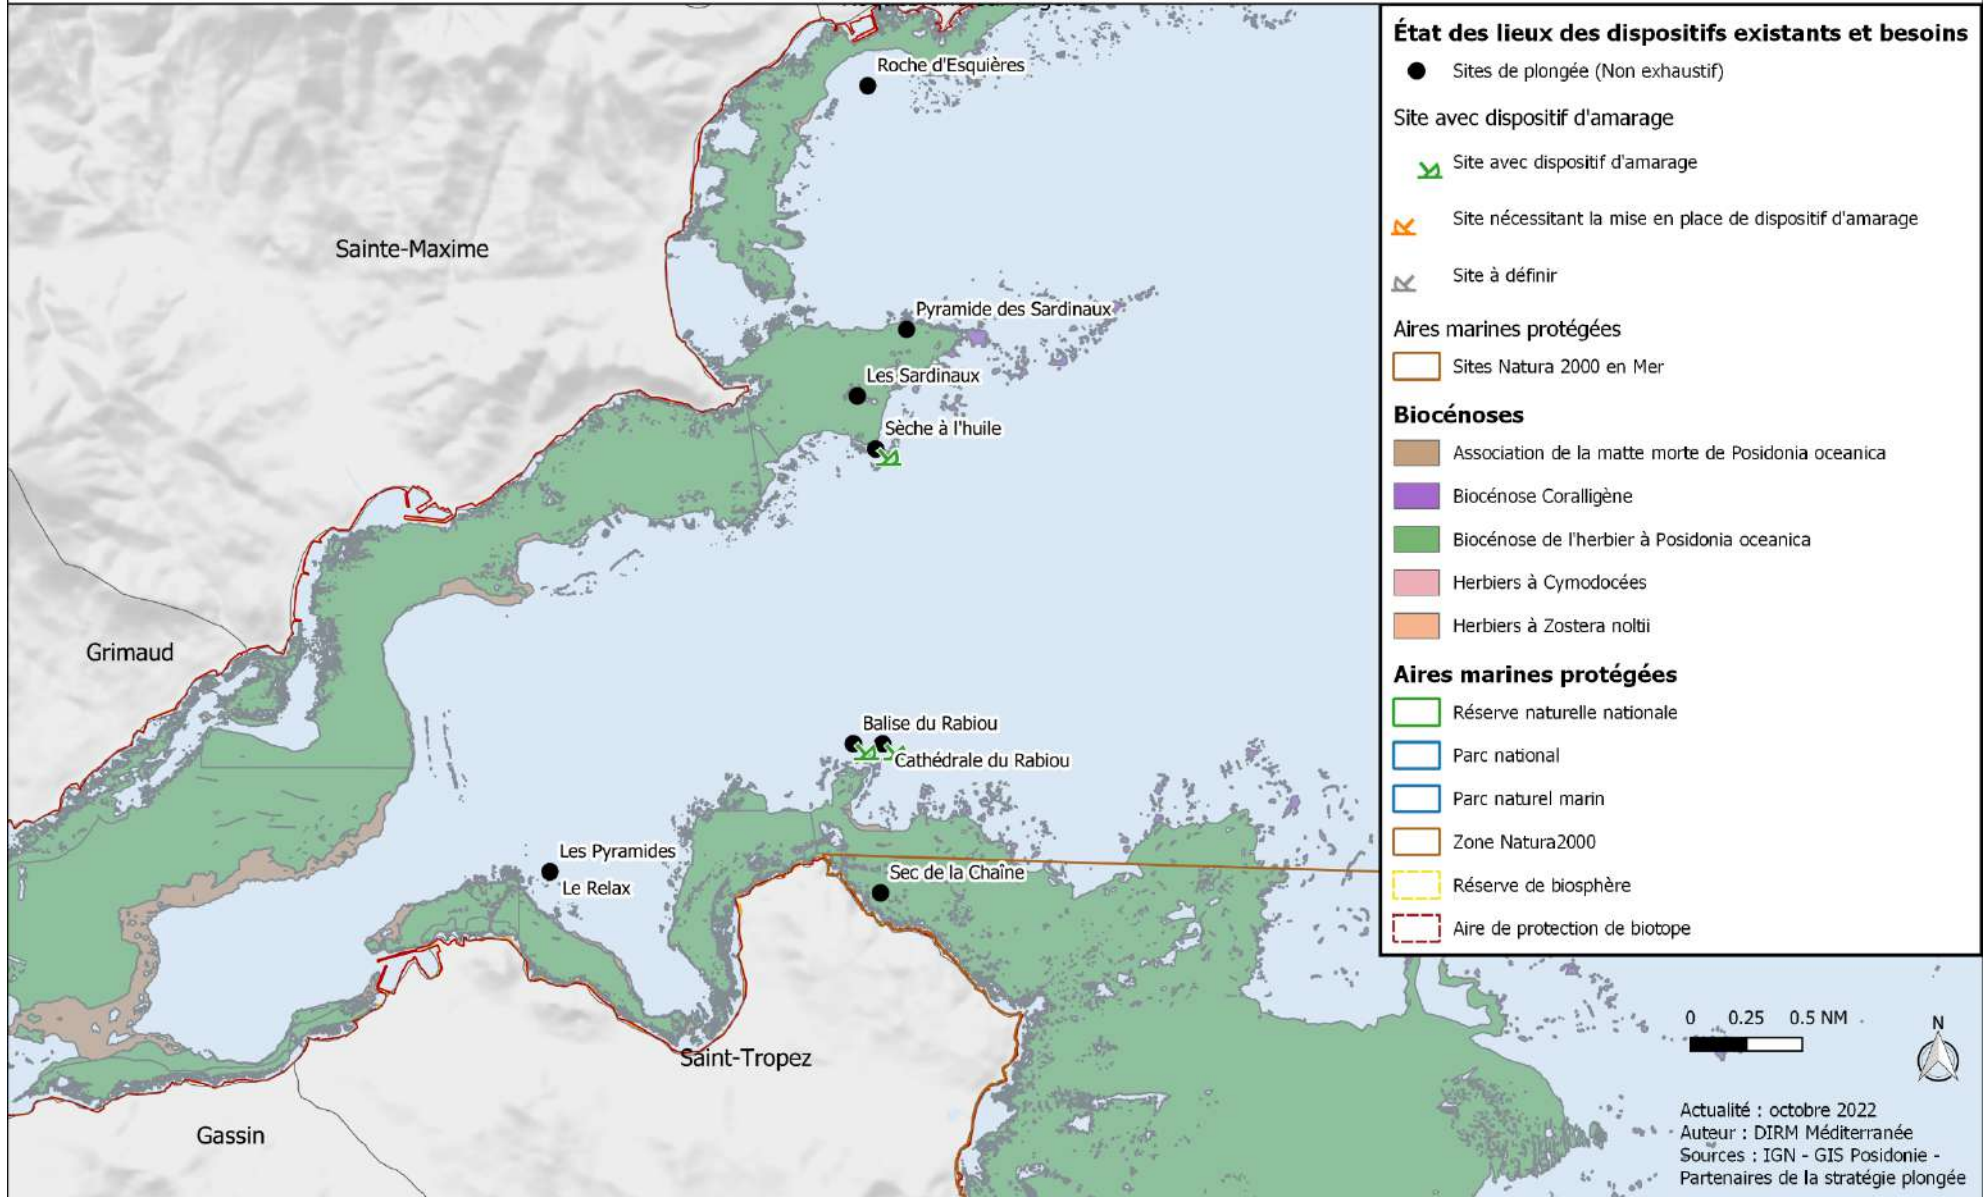 Roche d'Esquières
Sainte-Maxime
Pyramide des Sardinaux
Les Sardinaux
Sèche à l'huile
Grimaud
Balise du Rabiou
Cathédrale du Rabiou
Les Pyramides
Le Relax
Sec de la Chaîne
Saint-Tropez
Gassin
État des lieux des dispositifs existants et besoins
Sites de plongée (Non exhaustif)
Site avec dispositif d'amarage
Site avec dispositif d'amarage
Site nécessitant la mise en place de dispositif d'amarage
Site à définir
Aires marines protégées
Sites Natura 2000 en Mer
Biocénoses
Association de la matte morte de Posidonia oceanica
Biocénose Coralligène
Biocénose de l'herbier à Posidonia oceanica
Herbiers à Cymodocées
Herbiers à Zostera noltii
Aires marines protégées
Réserve naturelle nationale
Parc national
Parc naturel marin
Zone Natura2000
Réserve de biosphère
Aire de protection de biotope
0 0.25 0.5 NM
N
Actualité : octobre 2022
Auteur : DIRM Méditerranée
Sources : IGN - GIS Posidonie -
Partenaires de la stratégie plongée